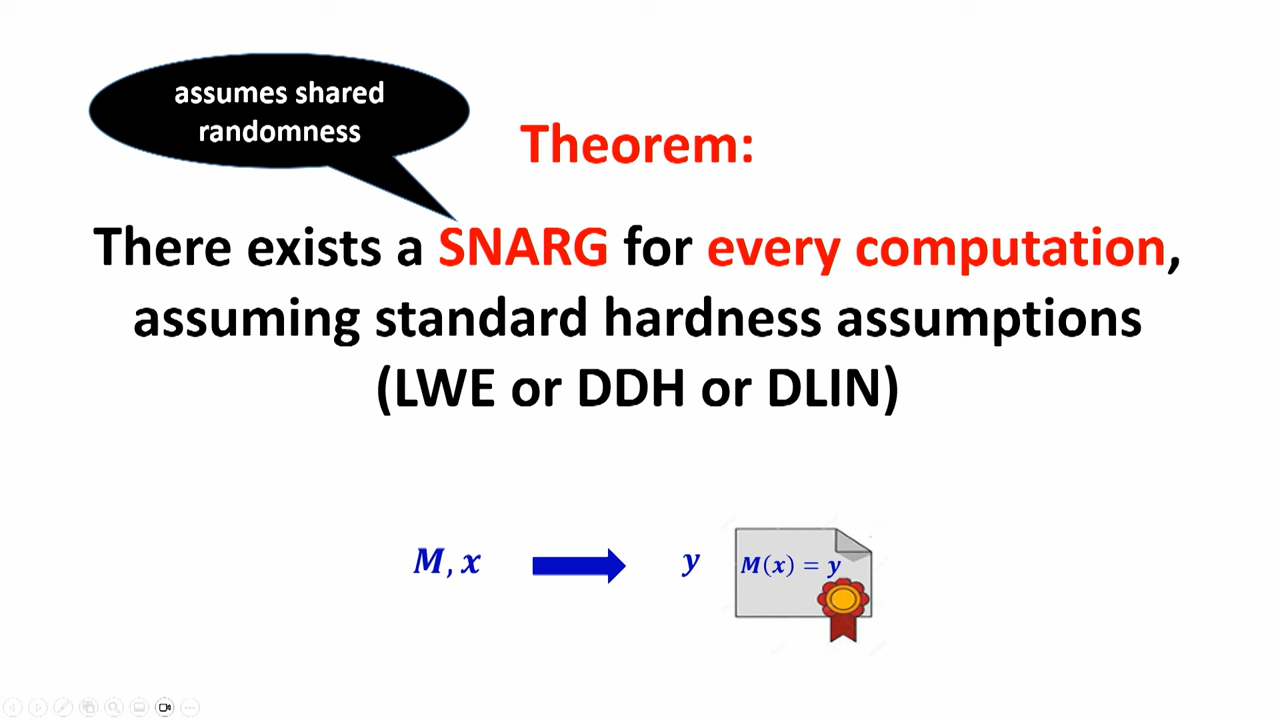 assumes shared
randomness
Theorem:
There exists a SNARG for every computation,
assuming standard hardness assumptions
(LWE or DDH or DLIN)
M, x
y
M(x) = y